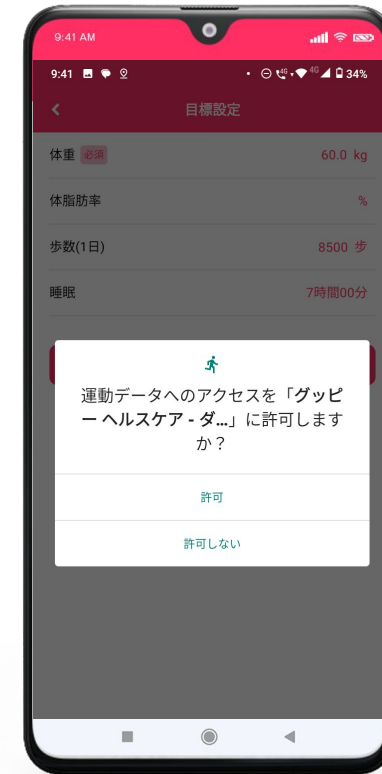 9:41 AM
9:41 4G 4G 34%
目標設定
体重 必須 60.0 kg
体脂肪率 %
歩数(1日) 8500 歩
睡眠 7時間00分
運動データへのアクセスを「グッピ
ー ヘルスケア - ダ...」に許可します
か？
許可
許可しない